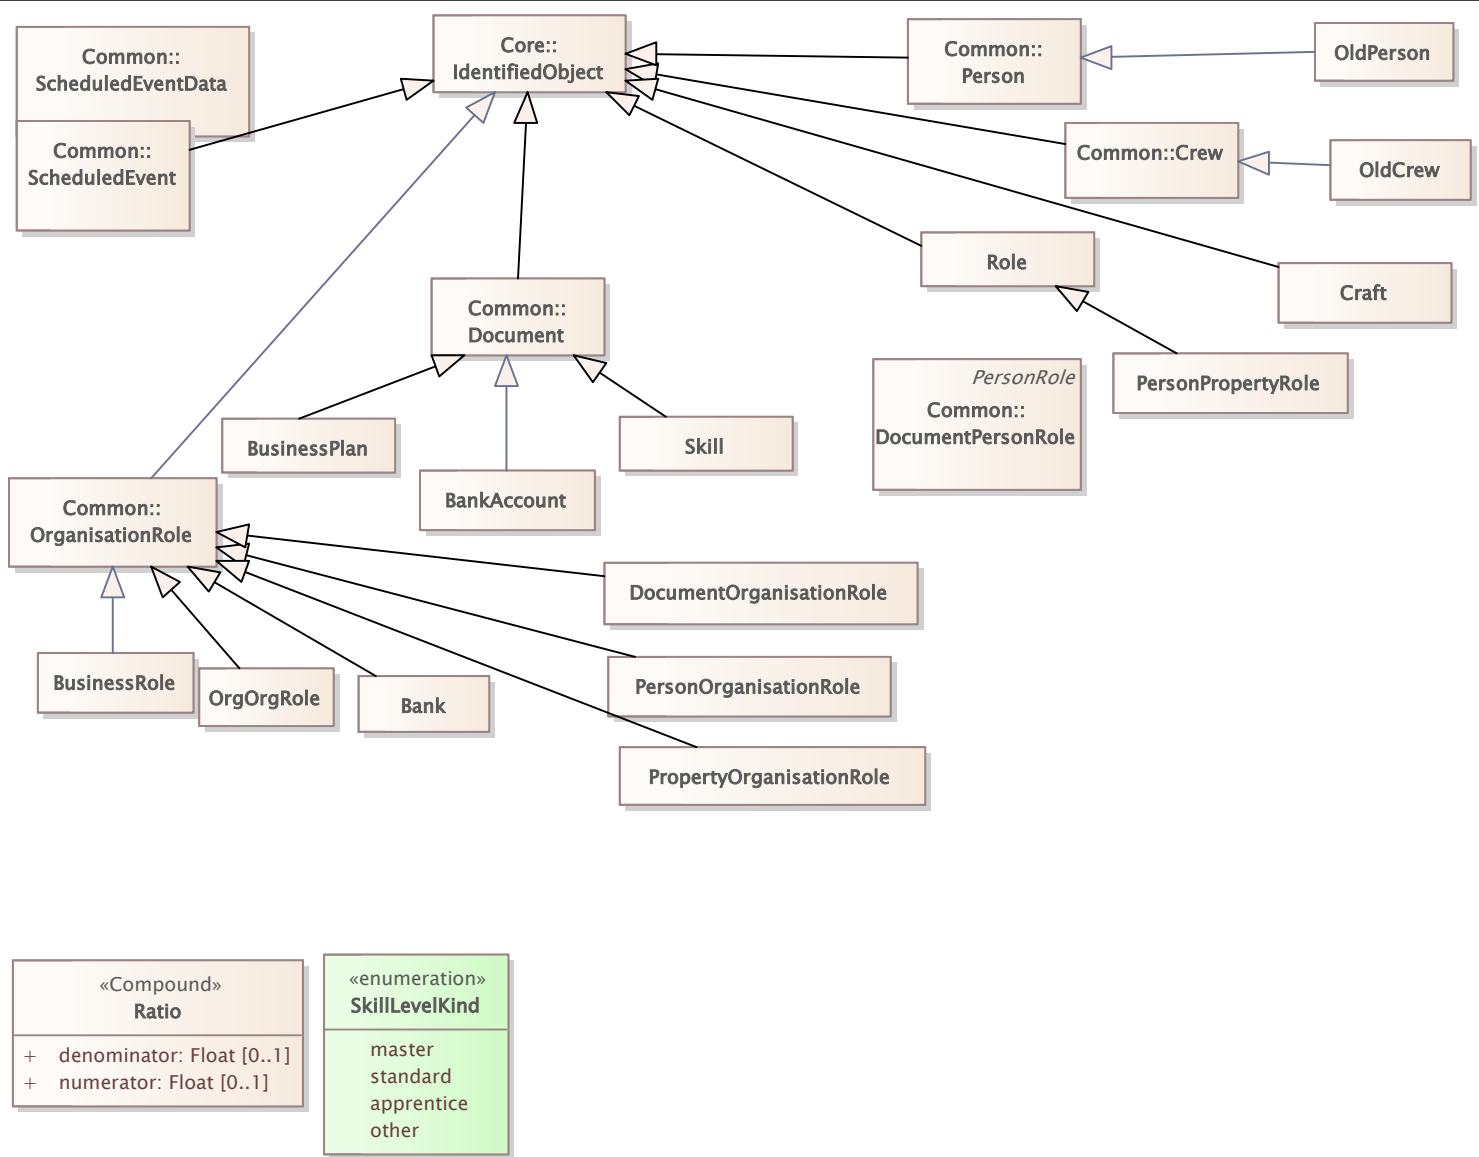 Common::
ScheduledEventData
Common::
ScheduledEvent
Core::
IdentifiedObject
Common::
Person
OldPerson
Common::Crew
OldCrew
Role
Craft
Common::
Document
PersonPropertyRole
PersonRole
Common::
DocumentPersonRole
BusinessPlan
BankAccount
Skill
Common::
OrganisationRole
DocumentOrganisationRole
BusinessRole
OrgOrgRole
Bank
PersonOrganisationRole
PropertyOrganisationRole
«Compound»
Ratio
+ denominator: Float [0..1]
+ numerator: Float [0..1]
«enumeration»
SkillLevelKind
master
standard
apprentice
other